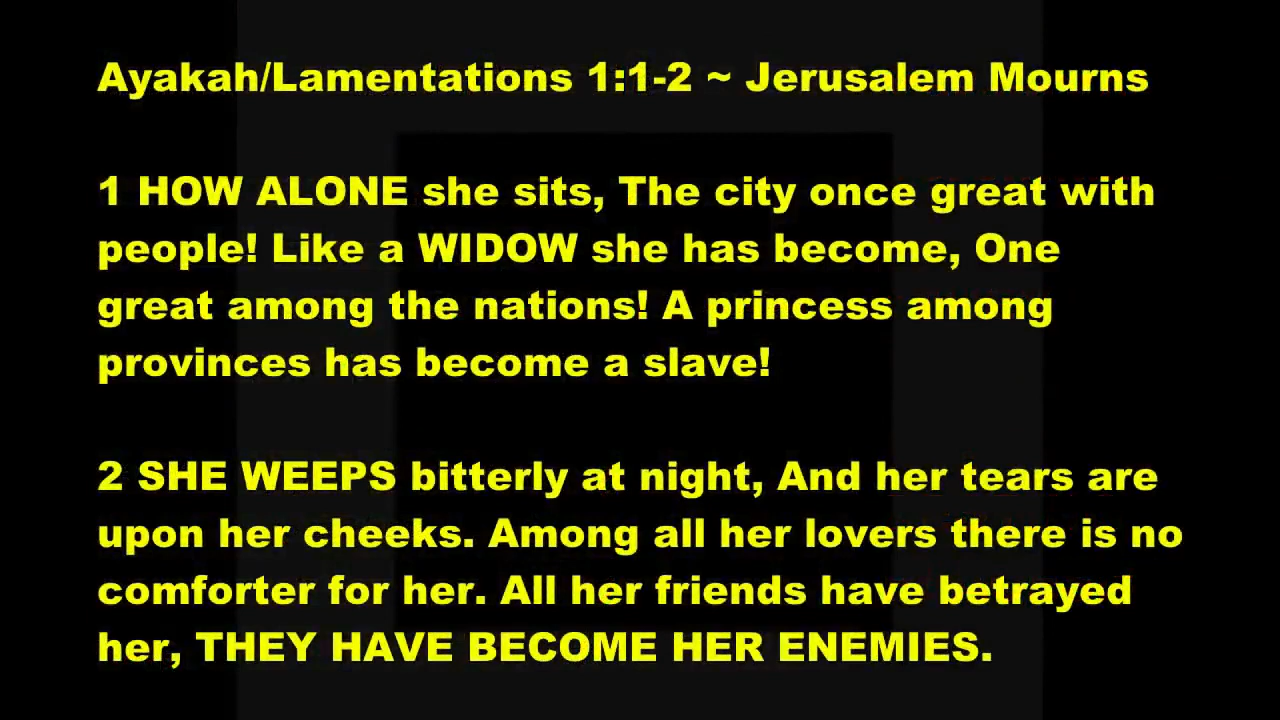 Ayakah/Lamentations 1:1-2 ~ Jerusalem Mourns
1 HOW ALONE she sits, The city once great with
people! Like a WIDOW she has become, One
great among the nations! A princess among
provinces has become a slave!
2 SHE WEEPS bitterly at night, And her tears are
upon her cheeks. Among all her lovers there is no
comforter for her. All her friends have betrayed
her, THEY HAVE BECOME HER ENEMIES.